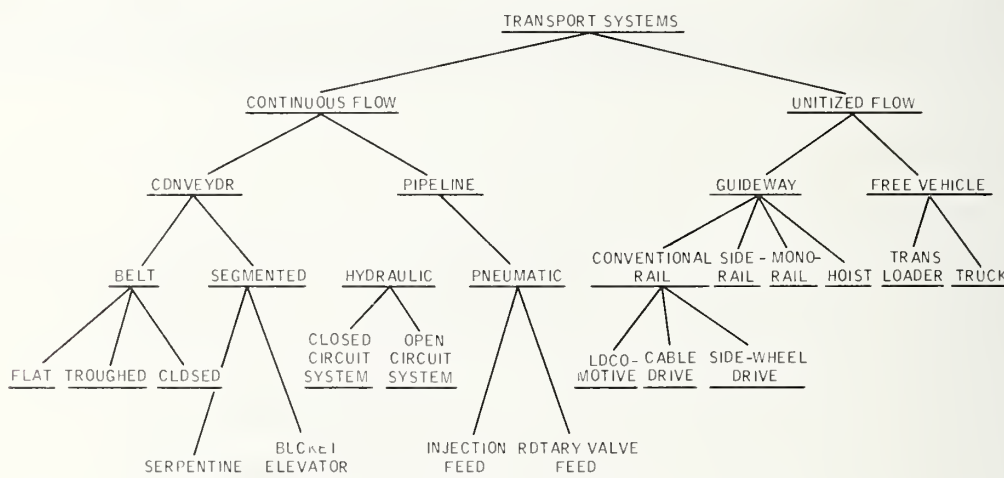 TRANSPORT SYSTEMS
CONTINUOUS FLOW
UNITIZED FLOW
CONVEYOR
PIPELINE
GUIDEWAY
FREE VEHICLE
BELT
SEGMENTED
HYDRAULIC
PNEUMATIC
CONVENTIONAL
RAIL
SIDE-
RAIL
MONO-
RAIL
HOIST
TRANS
LOADER
TRUCK
FLAT
TROUGHED
CLOSED
CLOSED
CIRCUIT
SYSTEM
OPEN
CIRCUIT
SYSTEM
LOCO-
MOTIVE
CABLE
DRIVE
SIDE-WHEEL
DRIVE
SERPENTINE
BUCKET
ELEVATOR
INJECTION
FEED
ROTARY VALVE
FEED